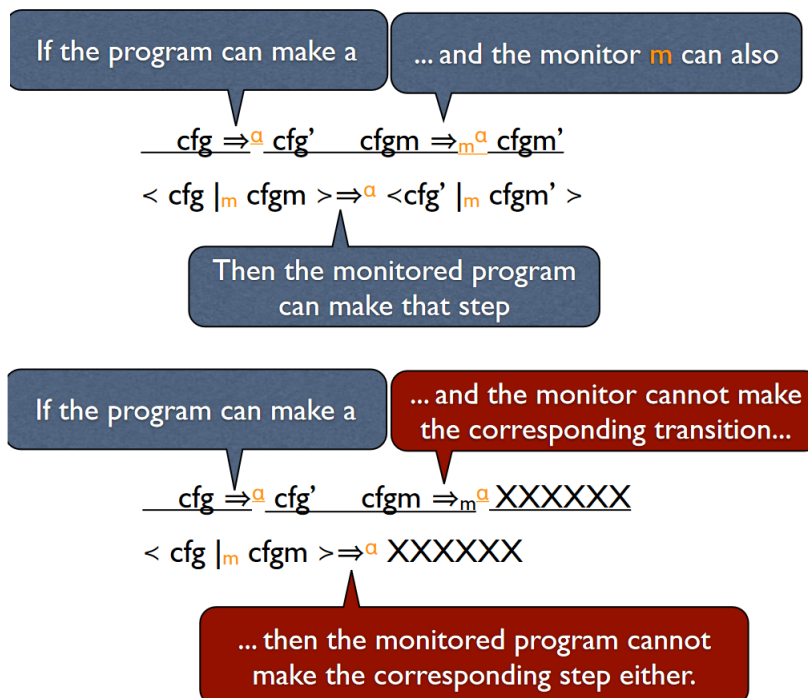 If the program can make a
... and the monitor m can also
cfg ⇒ᵅ cfg’ cfgm ⇒ₘᵅ cfgm’
< cfg |ₘ cfgm >⇒ᵅ <cfg’ |ₘ cfgm’ >
Then the monitored program
can make that step
If the program can make a
... and the monitor cannot make
the corresponding transition...
cfg ⇒ᵅ cfg’ cfgm ⇒ₘᵅ XXXXXX
< cfg |ₘ cfgm >⇒ᵅ XXXXXX
... then the monitored program cannot
make the corresponding step either.